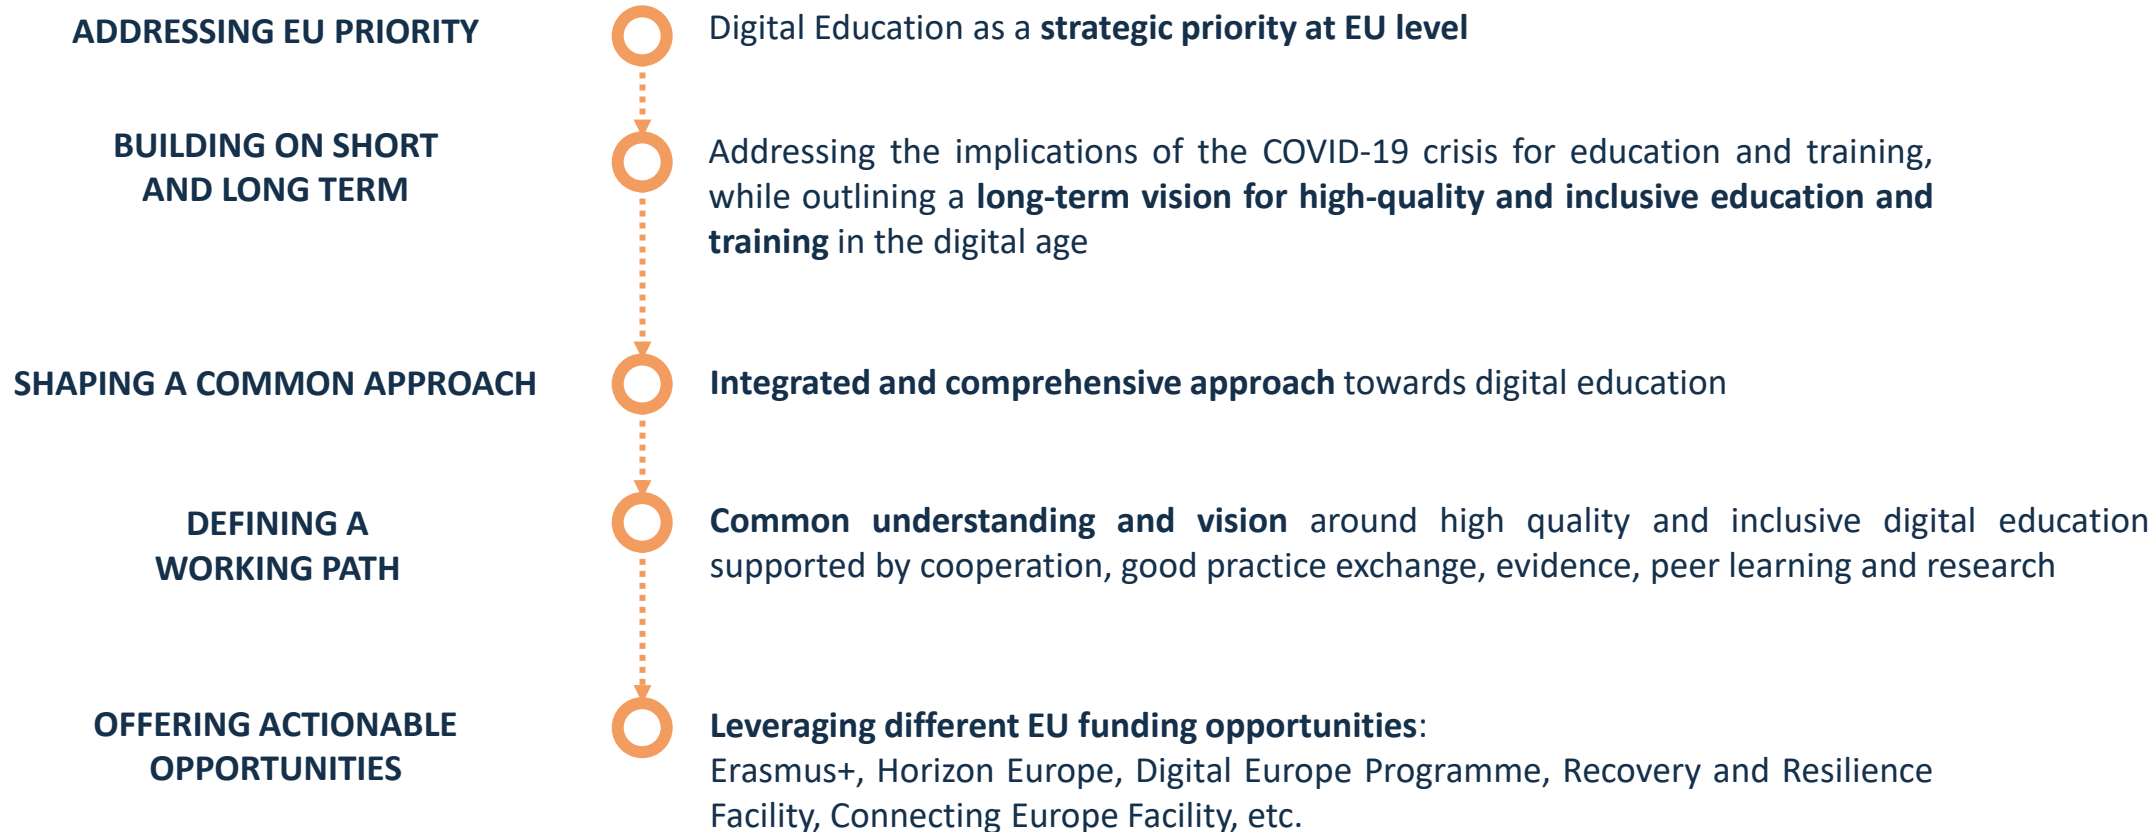 ADDRESSING EU PRIORITY
Digital Education as a strategic priority at EU level
BUILDING ON SHORT
AND LONG TERM
Addressing the implications of the COVID-19 crisis for education and training,
while outlining a long-term vision for high-quality and inclusive education and
training in the digital age
SHAPING A COMMON APPROACH
Integrated and comprehensive approach towards digital education
DEFINING A
WORKING PATH
Common understanding and vision around high quality and inclusive digital education
supported by cooperation, good practice exchange, evidence, peer learning and research
OFFERING ACTIONABLE
OPPORTUNITIES
Leveraging different EU funding opportunities:
Erasmus+, Horizon Europe, Digital Europe Programme, Recovery and Resilience
Facility, Connecting Europe Facility, etc.